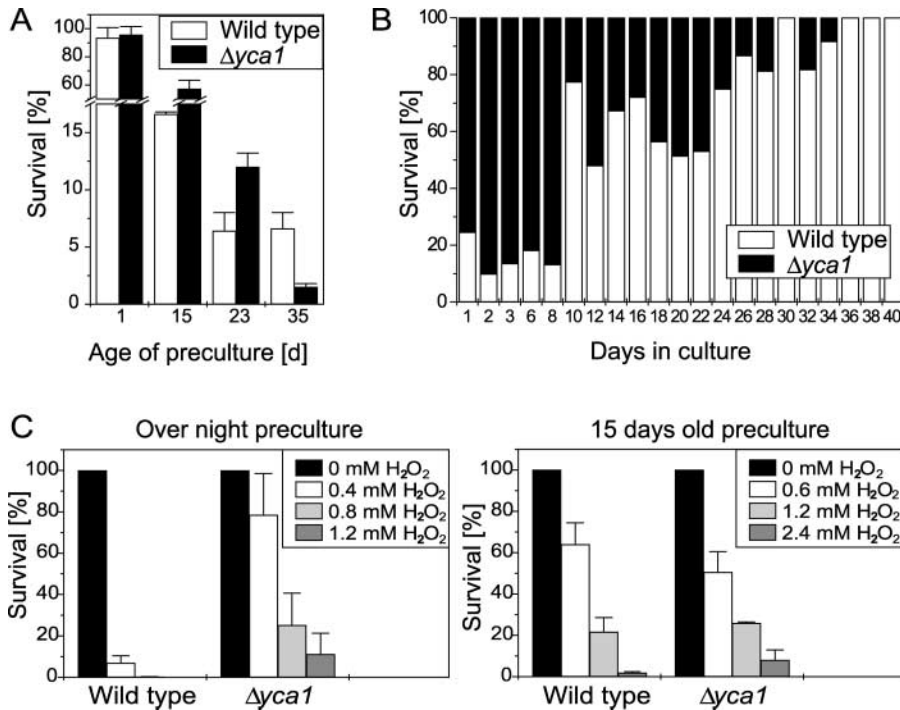 A
Wild type
Δyca1
Survival [%]
100
80
60
15
10
5
0
1 15 23 35
Age of preculture [d]
B
Survival [%]
100
80
60
40
20
0
Wild type
Δyca1
1 2 3 6 8 10 12 14 16 18 20 22 24 26 28 30 32 34 36 38 40
Days in culture
C
Over night preculture
Survival [%]
100
80
60
40
20
0
0 mM H₂O₂
0.4 mM H₂O₂
0.8 mM H₂O₂
1.2 mM H₂O₂
Wild type Δyca1
15 days old preculture
Survival [%]
100
80
60
40
20
0
0 mM H₂O₂
0.6 mM H₂O₂
1.2 mM H₂O₂
2.4 mM H₂O₂
Wild type Δyca1